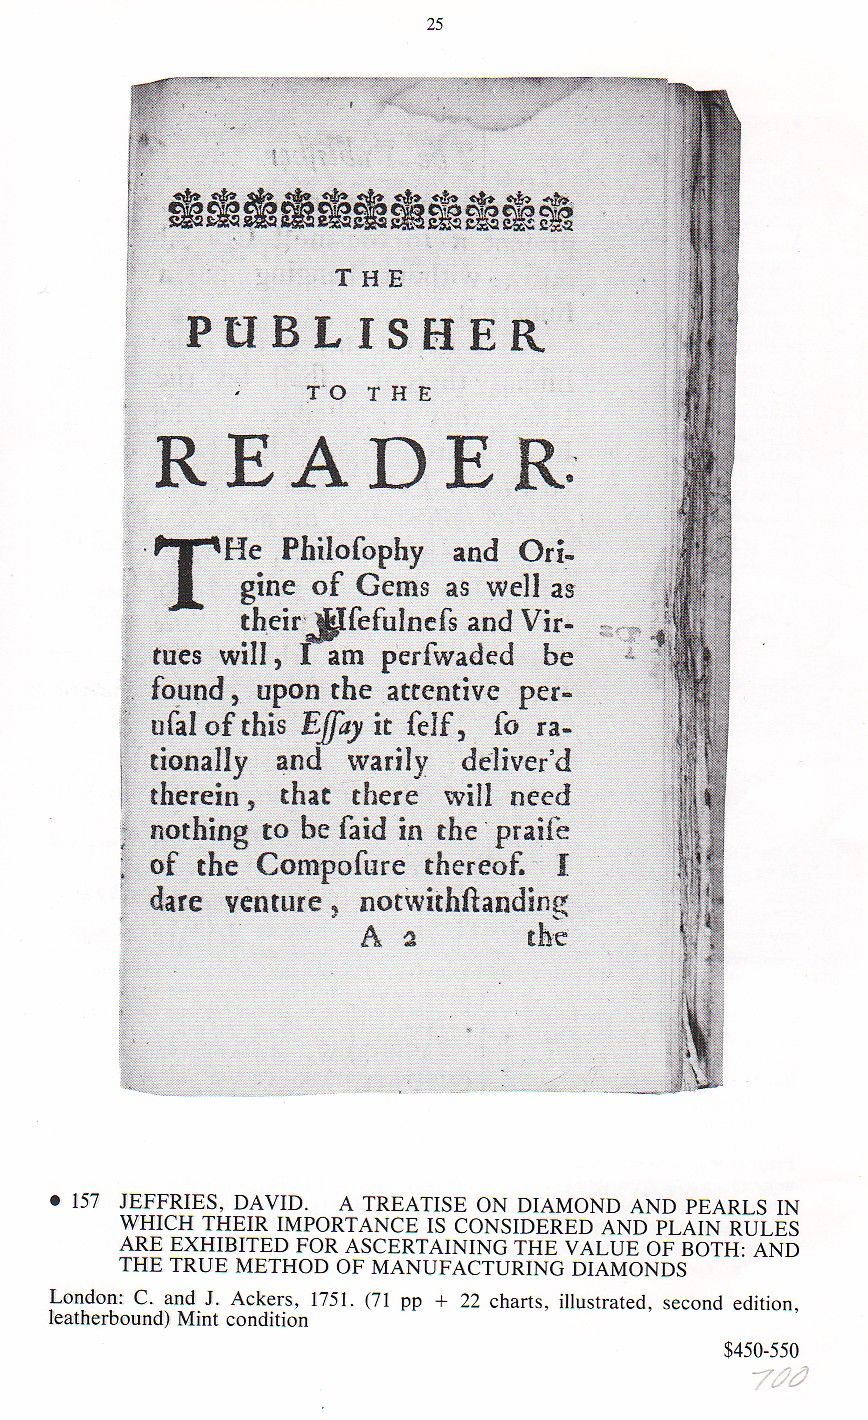 25
THE
PUBLISHER
TO THE
READER.
THe Philoſophy and Ori-
gine of Gems as well as
their Uſefulneſs and Vir-
tues will, I am perſwaded be
found, upon the attentive per-
uſal of this Eſſay it ſelf, ſo ra-
tionally and warily deliver'd
therein, that there will need
nothing to be ſaid in the praiſe
of the Compoſure thereof. I
dare venture, notwithſtanding
A 2 the
• 157 JEFFRIES, DAVID. A TREATISE ON DIAMOND AND PEARLS IN
WHICH THEIR IMPORTANCE IS CONSIDERED AND PLAIN RULES
ARE EXHIBITED FOR ASCERTAINING THE VALUE OF BOTH: AND
THE TRUE METHOD OF MANUFACTURING DIAMONDS
London: C. and J. Ackers, 1751. (71 pp + 22 charts, illustrated, second edition,
leatherbound) Mint condition
$450-550
700